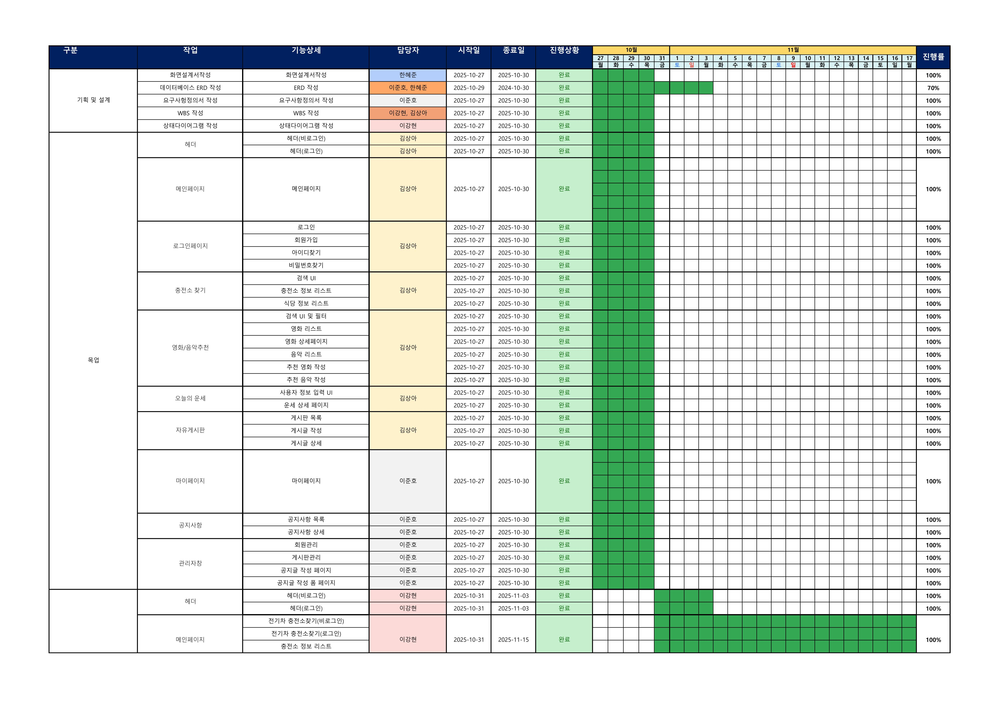 구분 작업 기능상세 담당자 시작일 종료일 진행상황 10월 11월 진행률
27 28 29 30 31 1 2 3 4 5 6 7 8 9 10 11 12 13 14 15 16 17
월 화 수 목 금 토 일 월 화 수 목 금 토 일 월 화 수 목 금 토 일 월
기획 및 설계
화면설계서작성 화면설계서작성 한혜준 2025-10-27 2025-10-30 완료 100%
데이터베이스 ERD 작성 ERD 작성 이준호, 한혜준 2025-10-29 2024-10-30 완료 70%
요구사헝정의서 작성 요구사항정의서 작성 이준호 2025-10-27 2025-10-30 완료 100%
WBS 작성 WBS 작성 이강현, 김상아 2025-10-27 2025-10-30 완료 100%
상태다이어그램 작성 상태다이어그램 작성 이강현 2025-10-27 2025-10-30 완료 100%
목업
헤더
헤더(비로그인) 김상아 2025-10-27 2025-10-30 완료 100%
헤더(로그인) 김상아 2025-10-27 2025-10-30 완료 100%
메인페이지 메인페이지 김상아 2025-10-27 2025-10-30 완료 100%
로그인페이지 김상아
로그인 2025-10-27 2025-10-30 완료 100%
회원가입 2025-10-27 2025-10-30 완료 100%
아이디찾기 2025-10-27 2025-10-30 완료 100%
비밀번호찾기 2025-10-27 2025-10-30 완료 100%
충전소 찾기 김상아
검색 UI 2025-10-27 2025-10-30 완료 100%
충전소 정보 리스트 2025-10-27 2025-10-30 완료 100%
식당 정보 리스트 2025-10-27 2025-10-30 완료 100%
영화/음악추천 김상아
검색 UI 및 필터 2025-10-27 2025-10-30 완료 100%
영화 리스트 2025-10-27 2025-10-30 완료 100%
영화 상세페이지 2025-10-27 2025-10-30 완료 100%
음악 리스트 2025-10-27 2025-10-30 완료 100%
추천 영화 작성 2025-10-27 2025-10-30 완료 100%
추천 음악 작성 2025-10-27 2025-10-30 완료 100%
오늘의 운세 김상아
사용자 정보 입력 UI 2025-10-27 2025-10-30 완료 100%
운세 상세 페이지 2025-10-27 2025-10-30 완료 100%
자유게시판 김상아
게시판 목록 2025-10-27 2025-10-30 완료 100%
게시글 작성 2025-10-27 2025-10-30 완료 100%
게시글 상세 2025-10-27 2025-10-30 완료 100%
마이페이지 마이페이지 이준호 2025-10-27 2025-10-30 완료 100%
공지사항
공지사항 목록 이준호 2025-10-27 2025-10-30 완료 100%
공지사항 상세 이준호 2025-10-27 2025-10-30 완료 100%
관리자창
회원관리 이준호 2025-10-27 2025-10-30 완료 100%
게시판관리 이준호 2025-10-27 2025-10-30 완료 100%
공지글 작성 페이지 이준호 2025-10-27 2025-10-30 완료 100%
공지글 작성 폼 페이지 이준호 2025-10-27 2025-10-30 완료 100%
헤더
헤더(비로그인) 이강현 2025-10-31 2025-11-03 완료 100%
헤더(로그인) 이강현 2025-10-31 2025-11-03 완료 100%
전기차 충전소찾기(비로그인)
전기차 충전소찾기(로그인)
메인페이지 이강현 2025-10-31 2025-11-15 완료 100%
충전소 정보 리스트